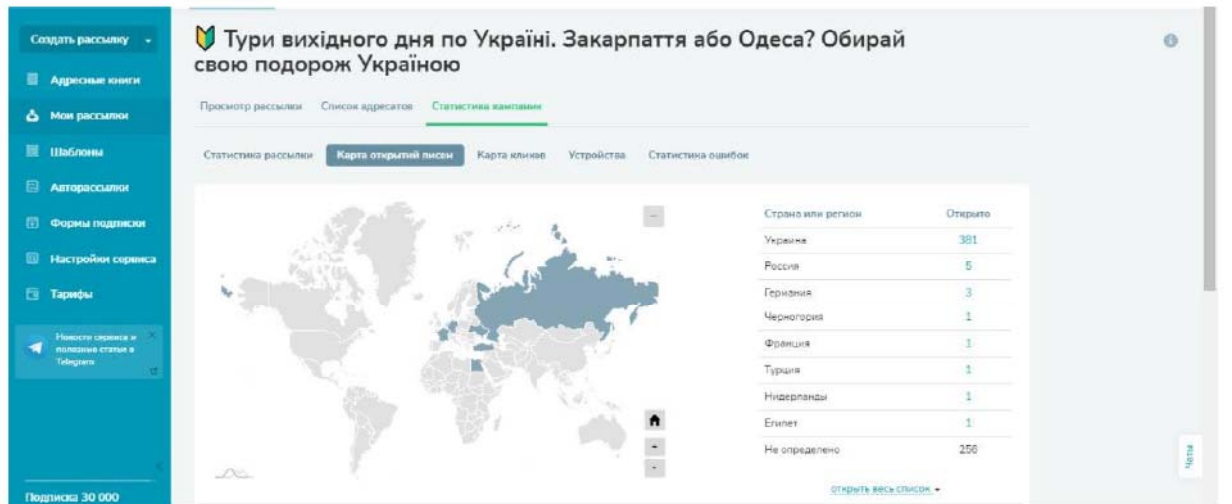 Создать рассылку
Адресные книги
Мои рассылки
Шаблоны
Авторассылки
Формы подписки
Настройки сервиса
Тарифы
Новости сервиса и
полезные статьи в
Telegram
Подписка 30 000
Тури вихідного дня по Україні. Закарпаття або Одеса? Обирай
свою подорож Україною
Просмотр рассылки Список адресатов Статистика кампании
Статистика рассылки Карта открытий писем Карта кликов Устройства Статистика ошибок
Страна или регион Открыто
Украина 381
Россия 5
Германия 3
Черногория 1
Франция 1
Турция 1
Нидерланды 1
Египет 1
Не определено 256
открыть весь список
Чаты